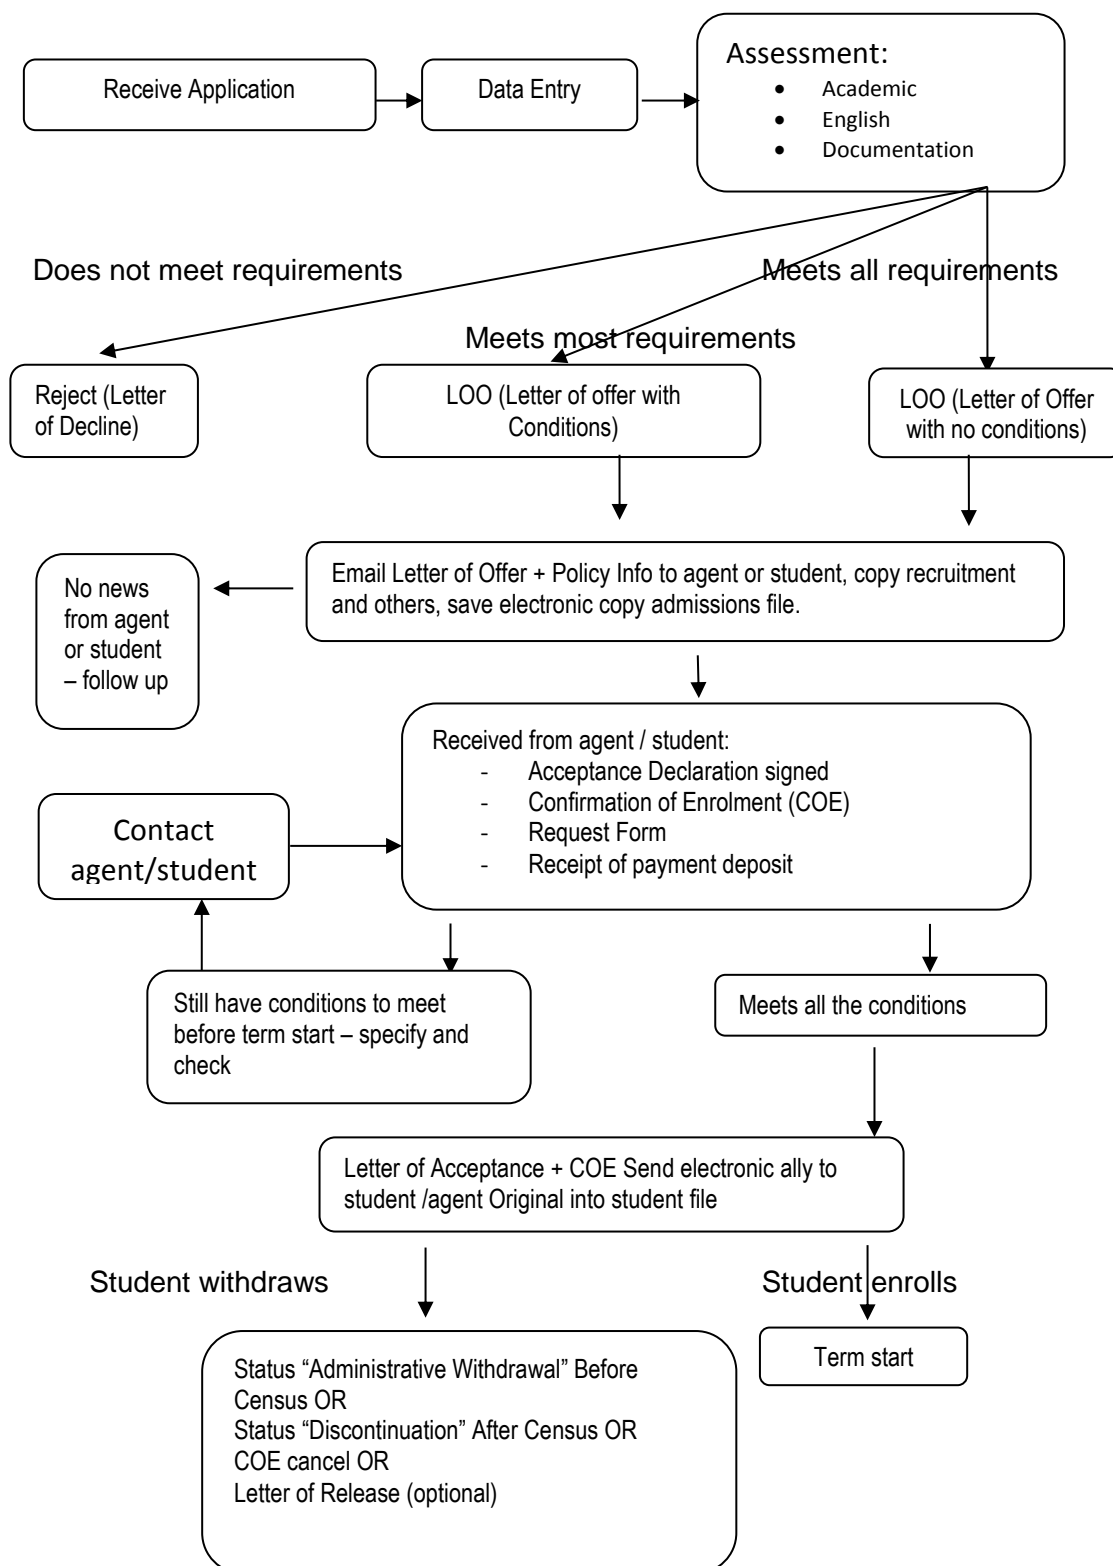 Receive Application
Data Entry
Assessment:
• Academic
• English
• Documentation
Does not meet requirements
Meets all requirements
Meets most requirements
Reject (Letter
of Decline)
LOO (Letter of offer with
Conditions)
LOO (Letter of Offer
with no conditions)
No news
from agent
or student
– follow up
Email Letter of Offer + Policy Info to agent or student, copy recruitment
and others, save electronic copy admissions file.
Received from agent / student:
- Acceptance Declaration signed
- Confirmation of Enrolment (COE)
- Request Form
- Receipt of payment deposit
Contact
agent/student
Still have conditions to meet
before term start – specify and
check
Meets all the conditions
Letter of Acceptance + COE Send electronic ally to
student /agent Original into student file
Student withdraws
Student enrolls
Status “Administrative Withdrawal” Before
Census OR
Status “Discontinuation” After Census OR
COE cancel OR
Letter of Release (optional)
Term start